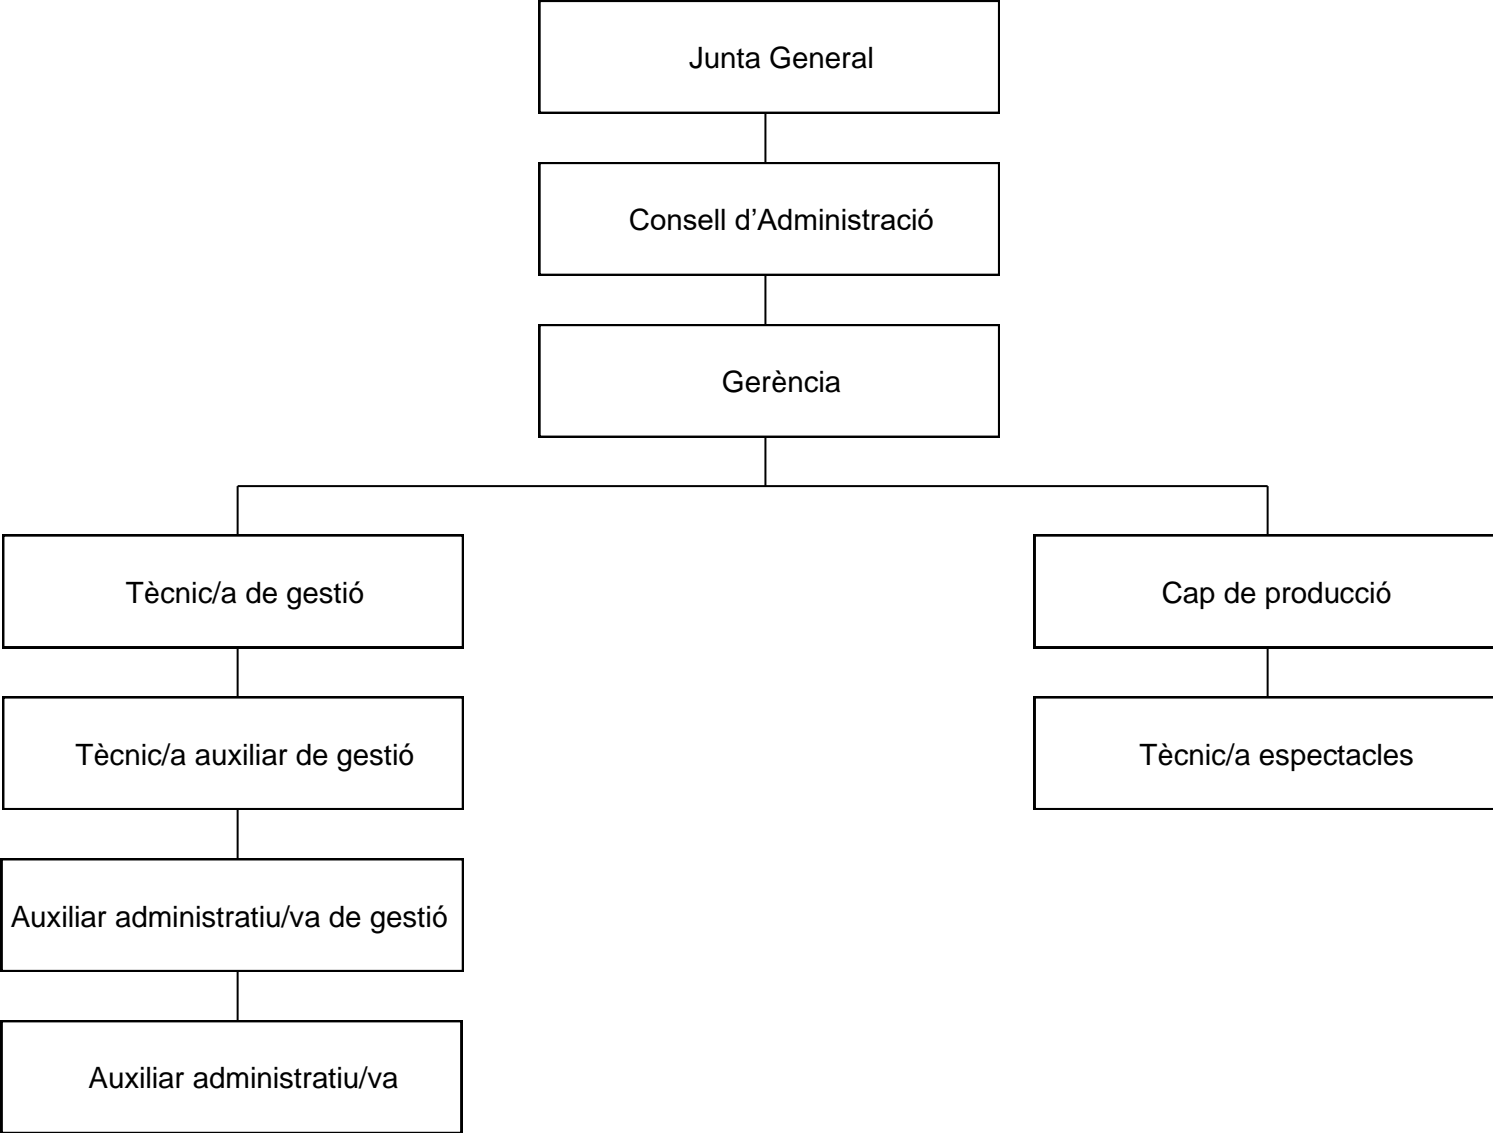 Junta General
Consell d’Administració
Gerència
Tècnic/a de gestió
Cap de producció
Tècnic/a auxiliar de gestió
Tècnic/a espectacles
Auxiliar administratiu/va de gestió
Auxiliar administratiu/va